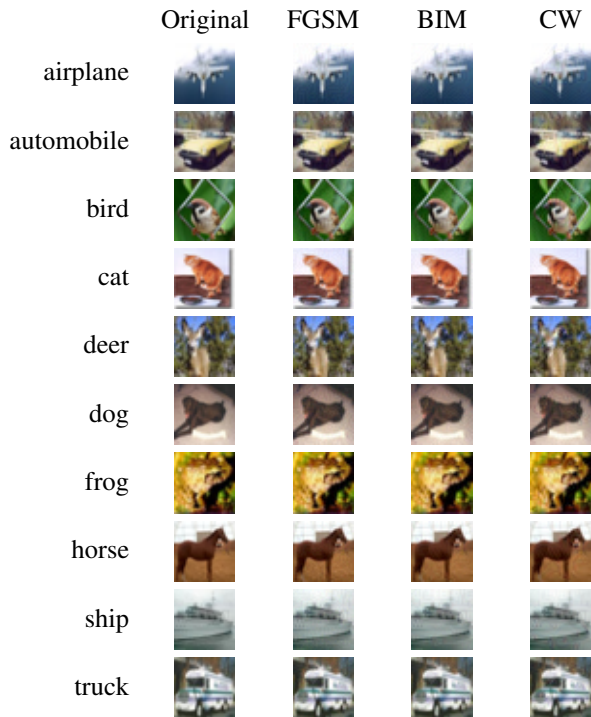 Original FGSM BIM CW
airplane
automobile
bird
cat
deer
dog
frog
horse
ship
truck